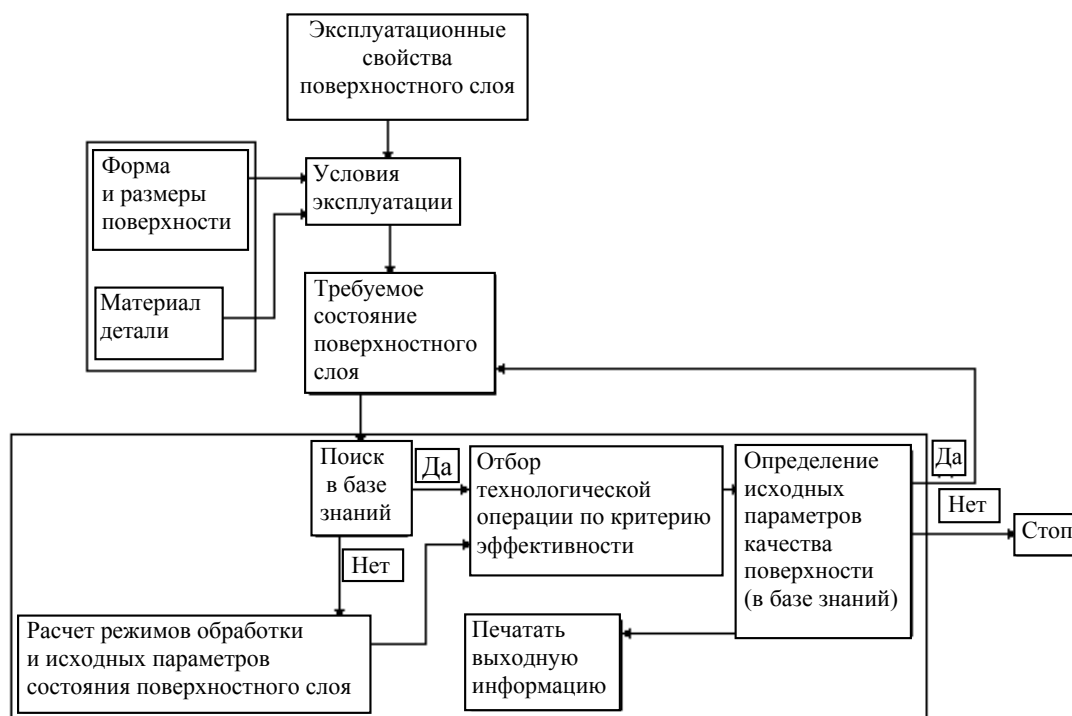 Эксплуатационные
свойства
поверхностного слоя
Форма
и размеры
поверхности
Условия
эксплуатации
Материал
детали
Требуемое
состояние
поверхностного
слоя
Поиск
в базе
знаний
Да
Отбор
технологической
операции по критерию
эффективности
Определение
исходных
параметров
качества
поверхности
(в базе знаний)
Да
Нет
Стоп
Нет
Расчет режимов обработки
и исходных параметров
состояния поверхностного слоя
Печатать
выходную
информацию